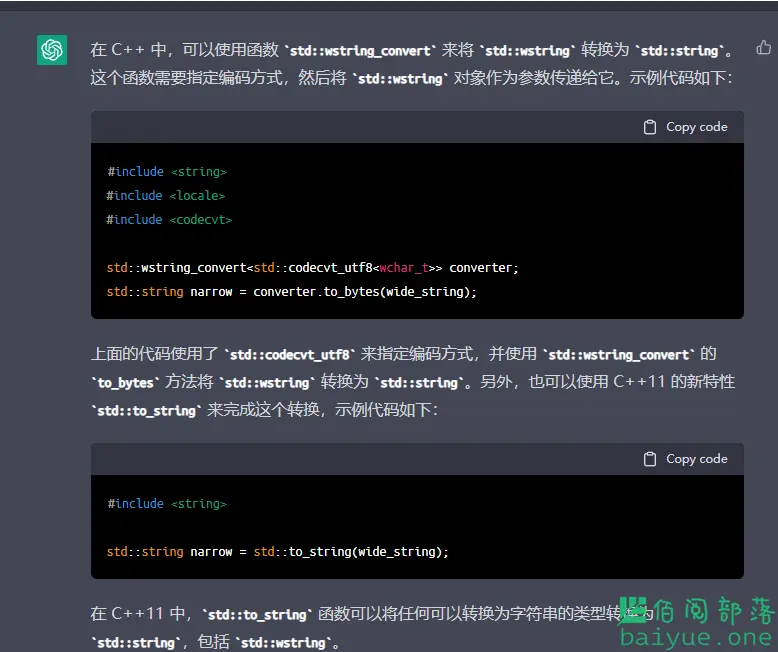 在 C++ 中，可以使用函数 `std::wstring_convert` 来将 `std::wstring` 转换为 `std::string`。
这个函数需要指定编码方式，然后将 `std::wstring` 对象作为参数传递给它。示例代码如下：
Copy code
#include <string>
#include <locale>
#include <codecvt>
std::wstring_convert<std::codecvt_utf8<wchar_t>> converter;
std::string narrow = converter.to_bytes(wide_string);
上面的代码使用了 `std::codecvt_utf8` 来指定编码方式，并使用 `std::wstring_convert` 的
`to_bytes` 方法将 `std::wstring` 转换为 `std::string`。另外，也可以使用 C++11 的新特性
`std::to_string` 来完成这个转换，示例代码如下：
Copy code
#include <string>
std::string narrow = std::to_string(wide_string);
在 C++11 中，`std::to_string` 函数可以将任何可以转换为字符串的类型转换为
`std::string`，包括 `std::wstring`。
佰阅部落
baiyue.one